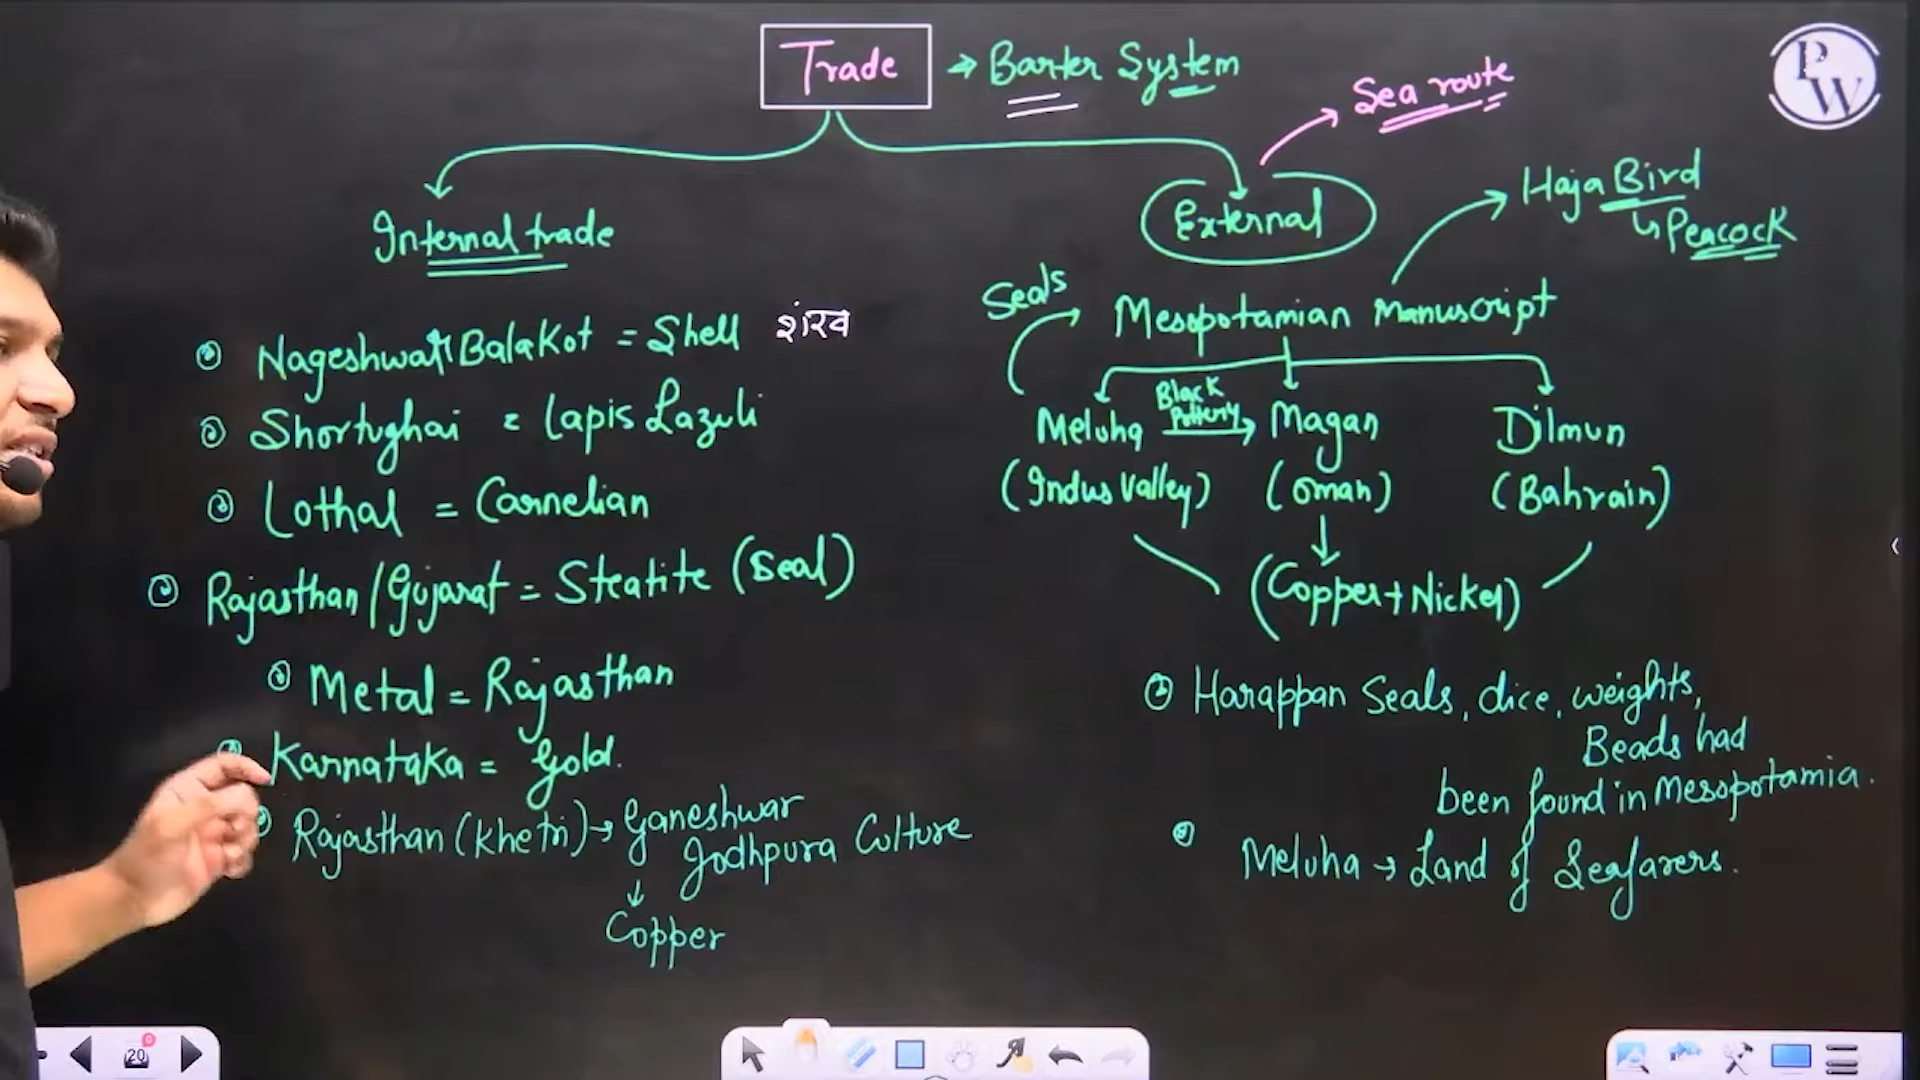 Trade → Barter System
Sea route
PW
Internal trade
External
Haja Bird
↳ Peacock
Nageshwar Balakot = Shell शंख
Shortughai = Lapis Lazuli
Lothal = Carnelian
Rajasthan/Gujarat = Steatite (Seal)
Metal = Rajasthan
Karnataka = Gold.
Rajasthan (Khetri) → Ganeshwar
Jodhpura Culture
↓
Copper
Seals
Mesopotamian Manuscript
Meluha
Black
Pottery
Magan
Dilmun
(Indus Valley) (Oman) (Bahrain)
(Copper + Nickel)
Harappan Seals, dice, weights,
Beads had
been found in Mesopotamia.
Meluha → Land of Seafarers.
20